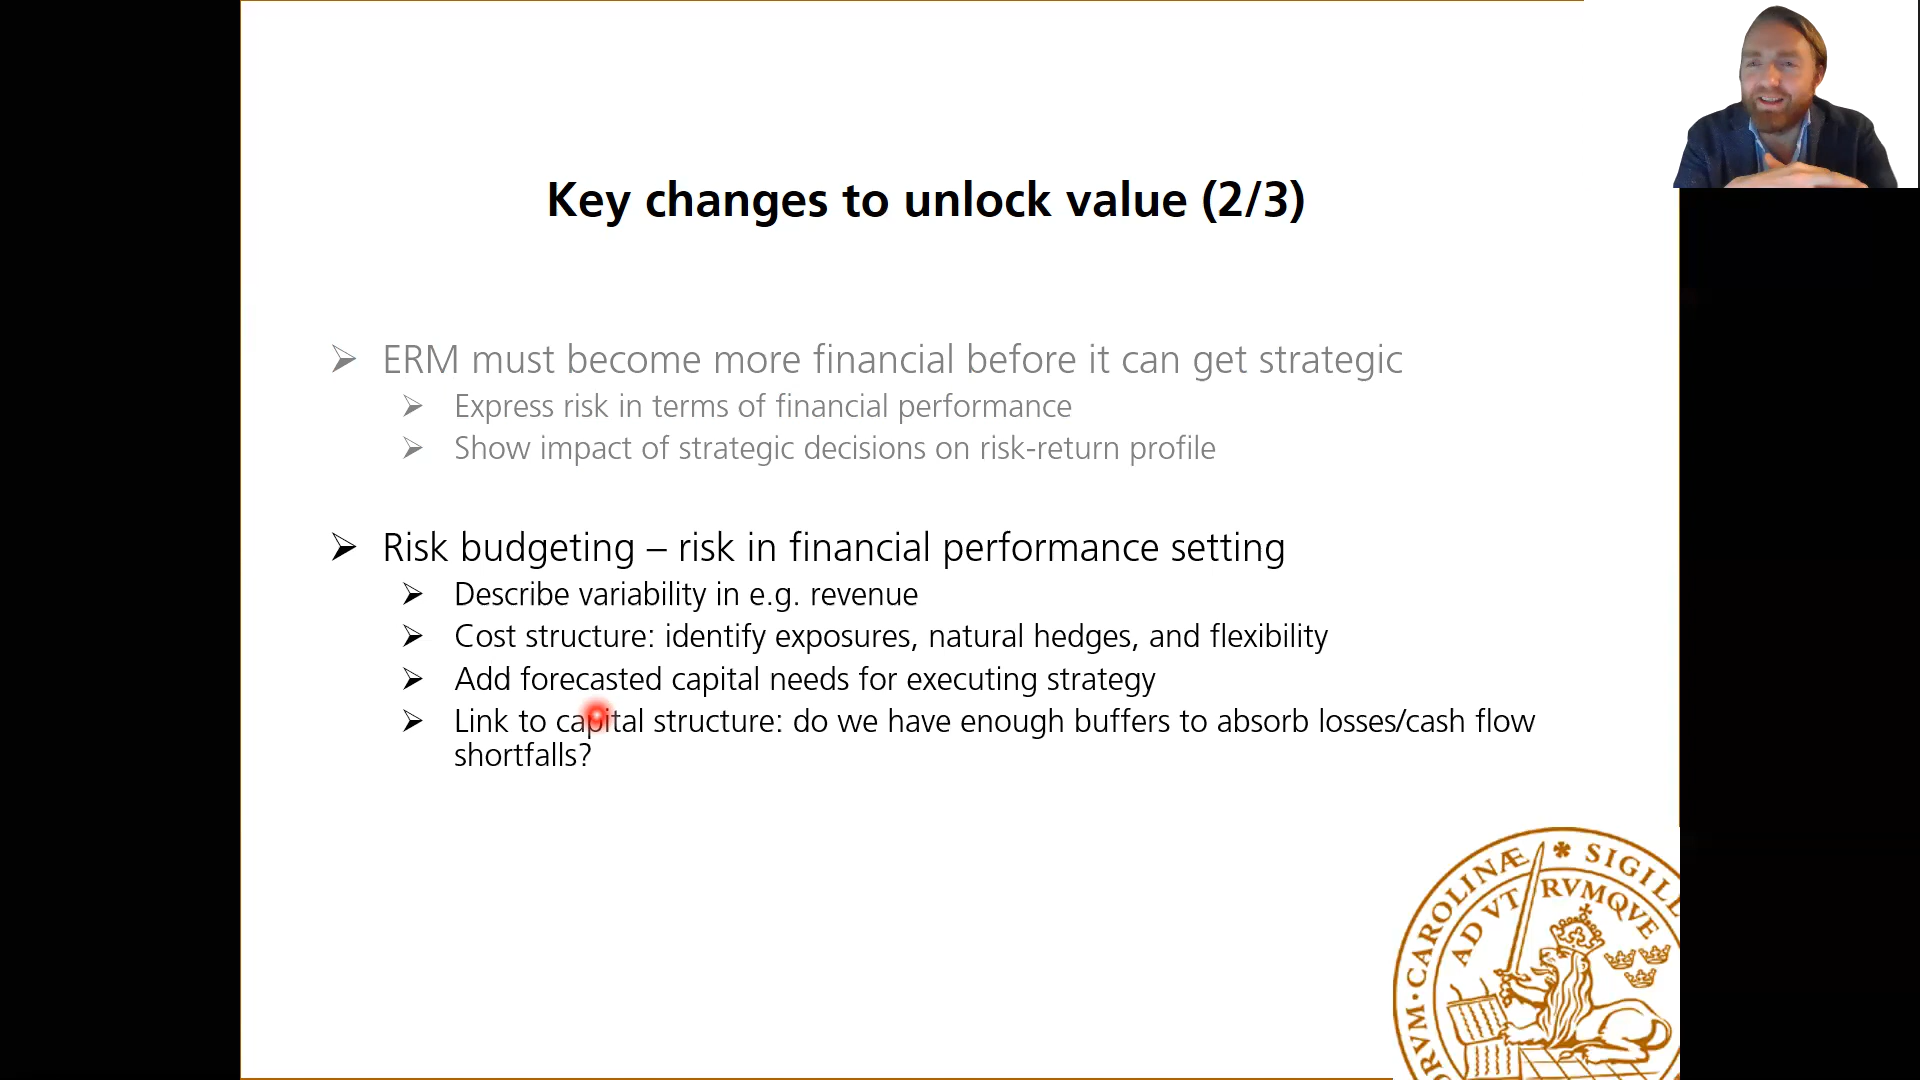 Key changes to unlock value (2/3)
ERM must become more financial before it can get strategic
Express risk in terms of financial performance
Show impact of strategic decisions on risk-return profile
Risk budgeting – risk in financial performance setting
Describe variability in e.g. revenue
Cost structure: identify exposures, natural hedges, and flexibility
Add forecasted capital needs for executing strategy
Link to capital structure: do we have enough buffers to absorb losses/cash flow
shortfalls?
RVM · CAROLINÆ * SIGILL
AD VTRVMQVE